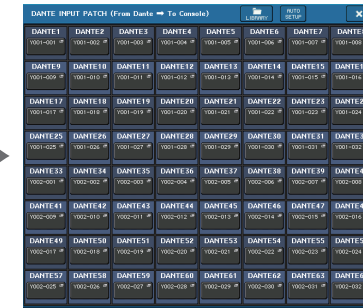 DANTE INPUT PATCH (From Dante ➡ To Console) LIBRARY AUTO SETUP ×
DANTE1 DANTE2 DANTE3 DANTE4 DANTE5 DANTE6 DANTE7 DANTE
Y001-001 Y001-002 Y001-003 Y001-004 Y001-005 Y001-006 Y001-007 Y001-008
DANTE9 DANTE10 DANTE11 DANTE12 DANTE13 DANTE14 DANTE15 DANTE1
Y001-009 Y001-010 Y001-011 Y001-012 Y001-013 Y001-014 Y001-015 Y001-016
DANTE17 DANTE18 DANTE19 DANTE20 DANTE21 DANTE22 DANTE23 DANTE2
Y001-017 Y001-018 Y001-019 Y001-020 Y001-021 Y001-022 Y001-023 Y001-024
DANTE25 DANTE26 DANTE27 DANTE28 DANTE29 DANTE30 DANTE31 DANTE3
Y001-025 Y001-026 Y001-027 Y001-028 Y001-029 Y001-030 Y001-031 Y001-032
DANTE33 DANTE34 DANTE35 DANTE36 DANTE37 DANTE38 DANTE39 DANTE4
Y002-001 Y002-002 Y002-003 Y002-004 Y002-005 Y002-006 Y002-007 Y002-008
DANTE41 DANTE42 DANTE43 DANTE44 DANTE45 DANTE46 DANTE47 DANTE4
Y002-009 Y002-010 Y002-011 Y002-012 Y002-013 Y002-014 Y002-015 Y002-016
DANTE49 DANTE50 DANTE51 DANTE52 DANTE53 DANTE54 DANTE55 DANTE5
Y002-017 Y002-018 Y002-019 Y002-020 Y002-021 Y002-022 Y002-023 Y002-024
DANTE57 DANTE58 DANTE59 DANTE60 DANTE61 DANTE62 DANTE63 DANTE6
Y002-025 Y002-026 Y002-027 Y002-028 Y002-029 Y002-030 Y002-031 Y002-032